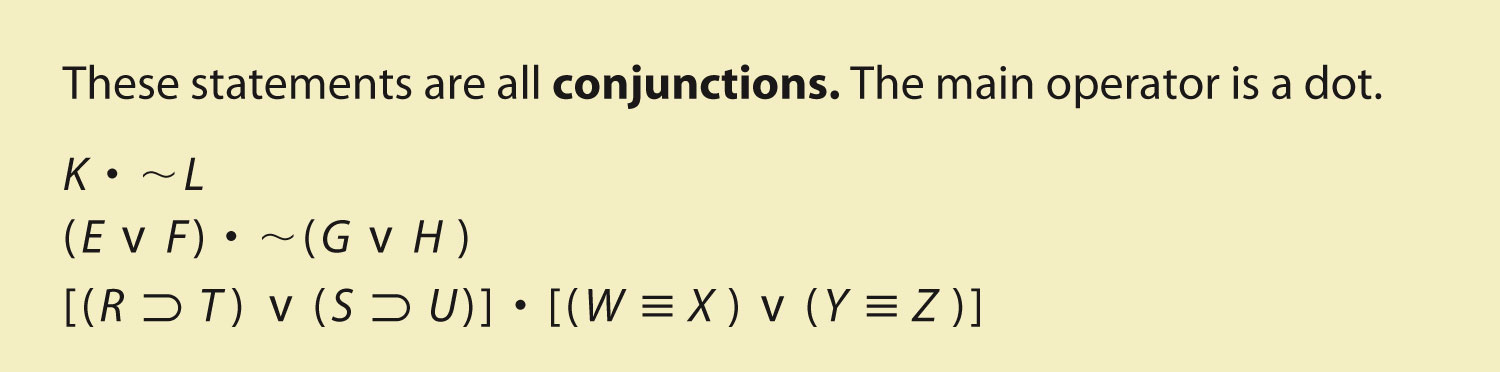 These statements are all conjunctions. The main operator is a dot.
K • ~L
(E v F) • ~(G v H )
[(R ⊃ T) v (S ⊃ U)] • [(W ≡ X ) v (Y ≡ Z )]